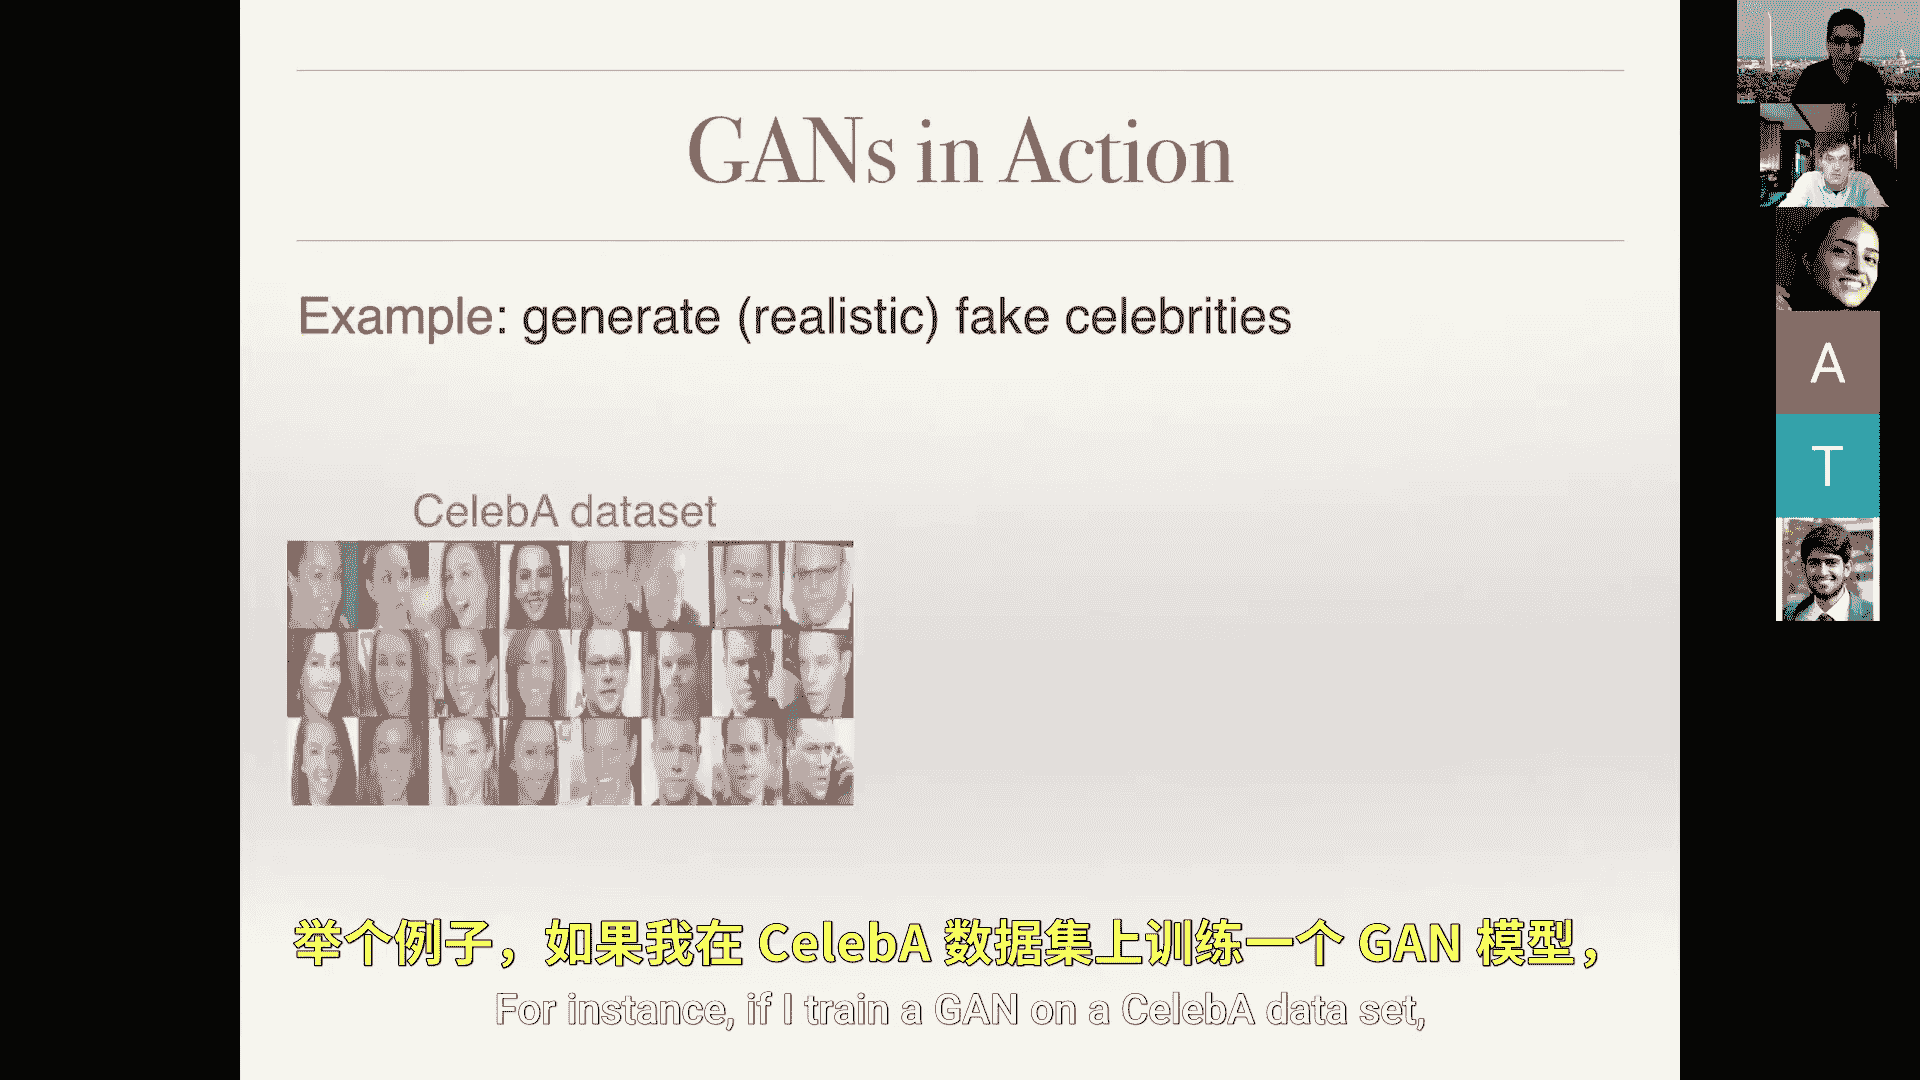 GANs in Action
Example: generate (realistic) fake celebrities
CelebA dataset
举个例子，如果我在 CelebA 数据集上训练一个 GAN 模型，
For instance, if I train a GAN on a CelebA data set,
A
T